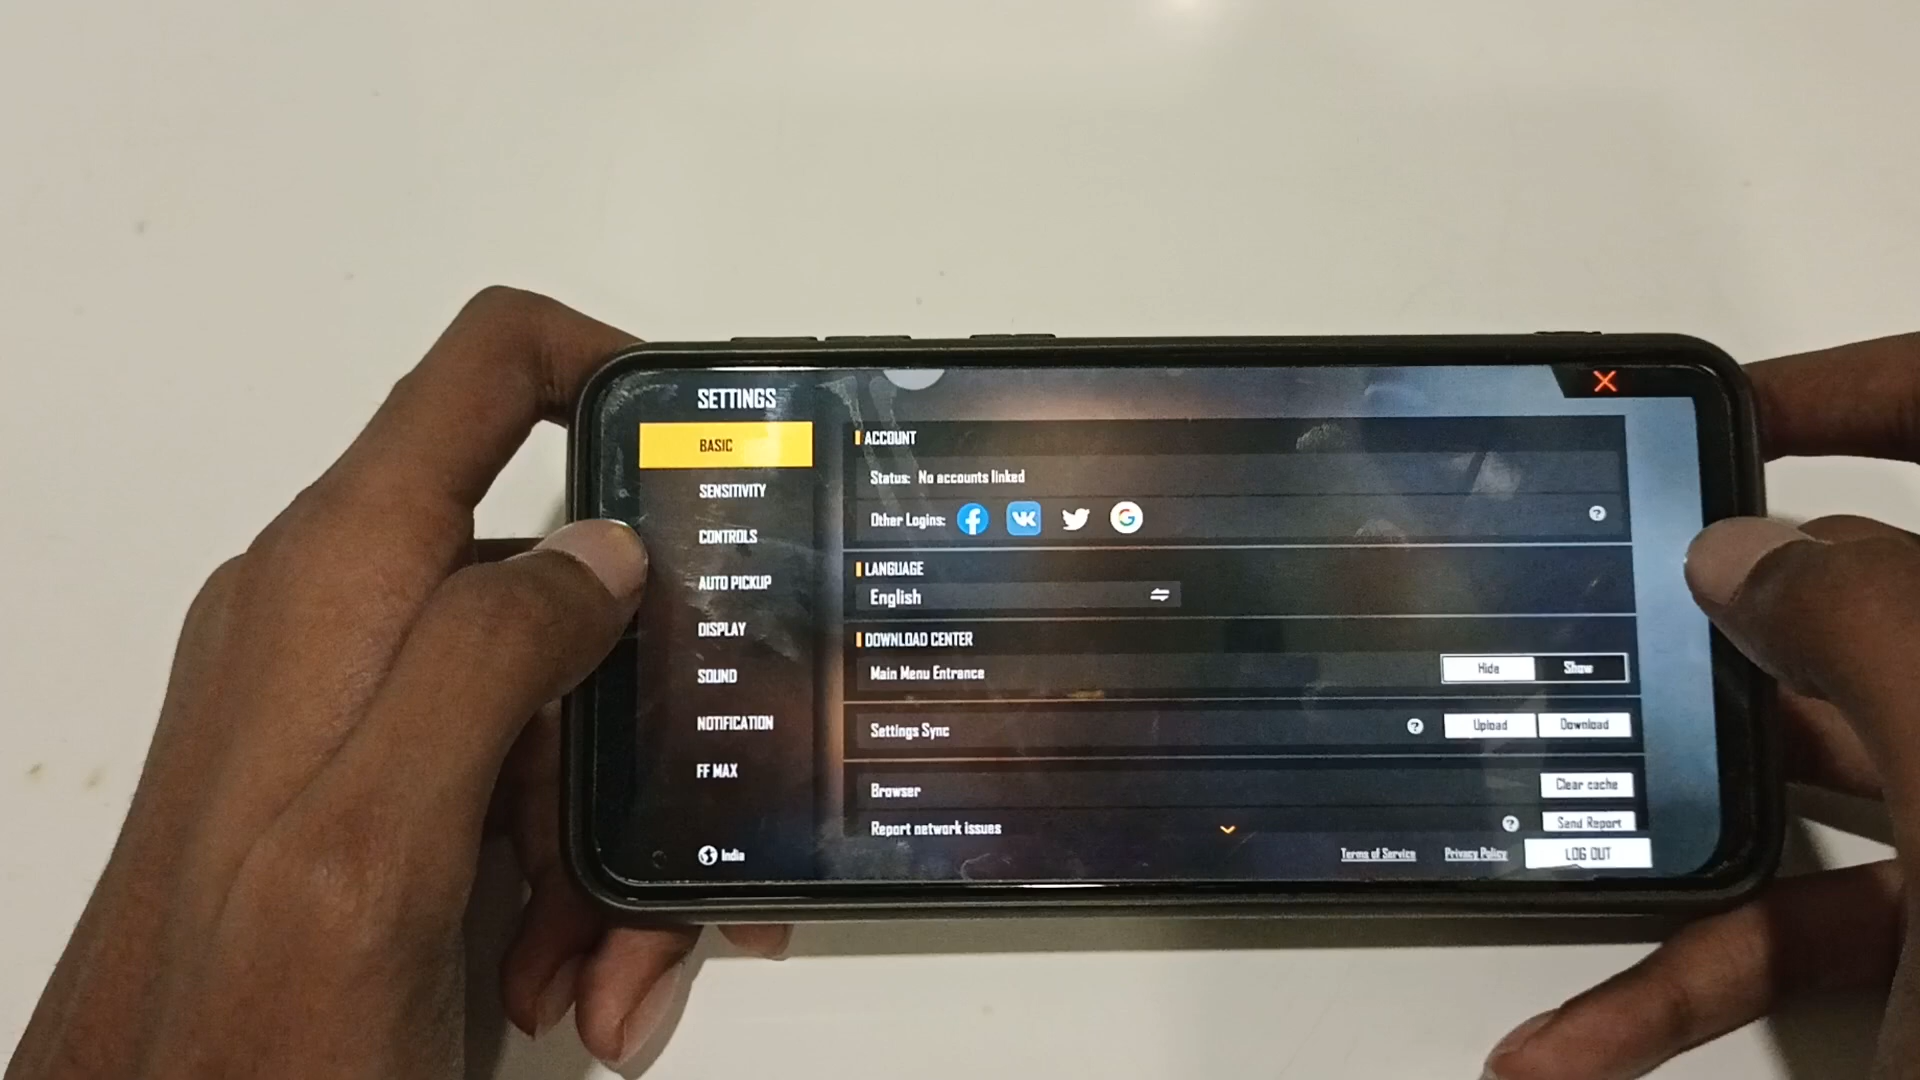 SETTINGS
BASIC
SENSITIVITY
CONTROLS
AUTO PICKUP
DISPLAY
SOUND
NOTIFICATION
FF MAX
India
ACCOUNT
Status: No accounts linked
Other Logins:
?
LANGUAGE
English
DOWNLOAD CENTER
Main Menu Entrance Hide Show
Settings Sync ? Upload Download
Browser Clear cache
Report network issues ? Send Report
Terms of Service Privacy Policy LOG OUT